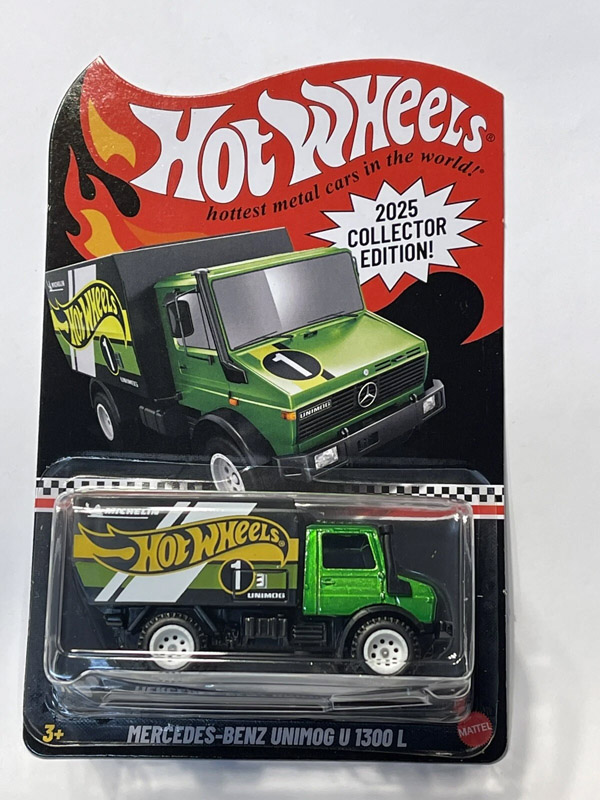 HOT WHEELS®
hottest metal cars in the world!®
2025
COLLECTOR
EDITION!
MICHELIN
HOT WHEELS
1
UNIMOG
1
UNIMOG
MICHELIN
HOT WHEELS®
1
UNIMOG
3+
MERCEDES-BENZ UNIMOG U 1300 L
MATTEL